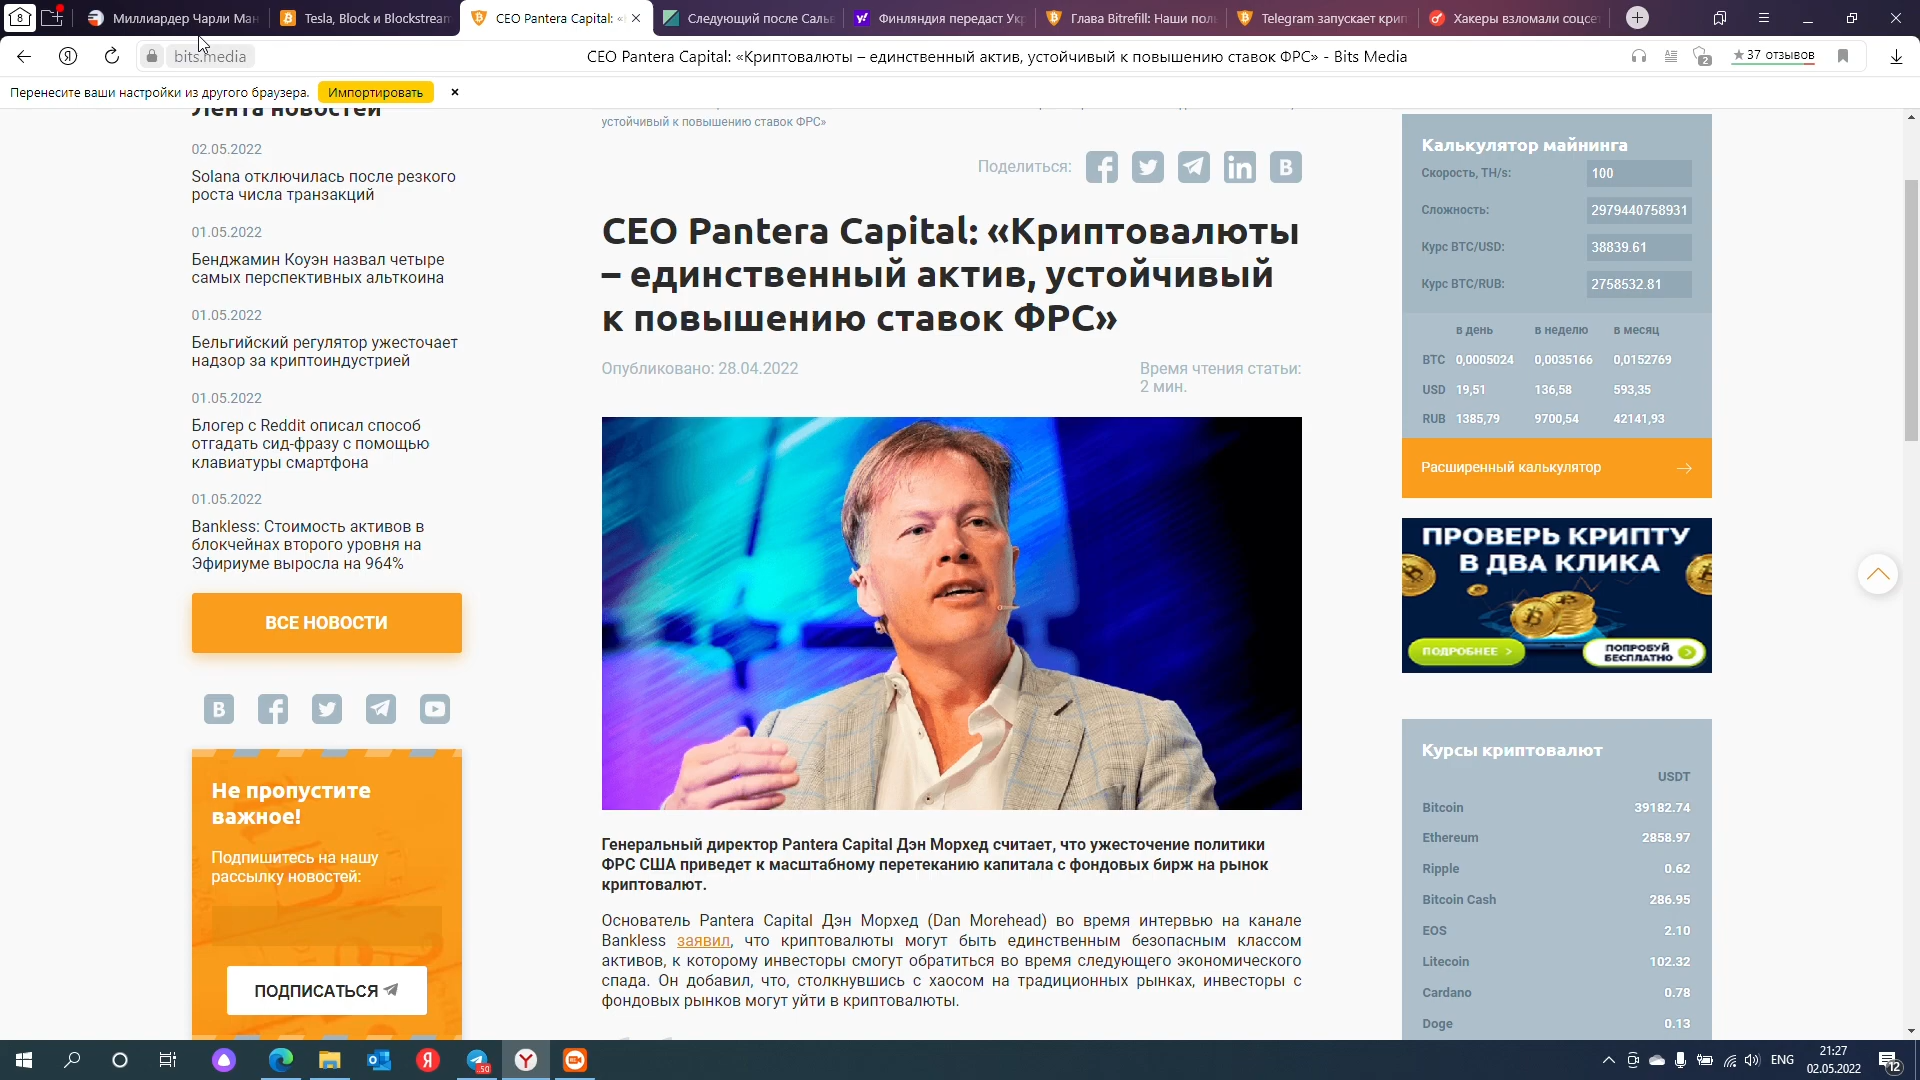 8
Миллиардер Чарли Ман
Tesla, Block и Blockstream
CEO Pantera Capital: «
Следующий после Саль
Финляндия передаст Ук
Глава Bitrefill: Наши поль
Telegram запускает крип
Хакеры взломали соцсе
bits.media
CEO Pantera Capital: «Криптовалюты – единственный актив, устойчивый к повышению ставок ФРС» - Bits Media
2
★ 37 отзывов
Перенесите ваши настройки из другого браузера.
Импортировать
Лента новостей
02.05.2022
Solana отключилась после резкого
роста числа транзакций
01.05.2022
Бенджамин Коуэн назвал четыре
самых перспективных альткоина
01.05.2022
Бельгийский регулятор ужесточает
надзор за криптоиндустрией
01.05.2022
Блогер с Reddit описал способ
отгадать сид-фразу с помощью
клавиатуры смартфона
01.05.2022
Bankless: Стоимость активов в
блокчейнах второго уровня на
Эфириуме выросла на 964%
ВСЕ НОВОСТИ
Не пропустите
важное!
Подпишитесь на нашу
рассылку новостей:
ПОДПИСАТЬСЯ
устойчивый к повышению ставок ФРС»
Поделиться:
CEO Pantera Capital: «Криптовалюты
– единственный актив, устойчивый
к повышению ставок ФРС»
Опубликовано: 28.04.2022
Время чтения статьи:
2 мин.
Генеральный директор Pantera Capital Дэн Морхед считает, что ужесточение политики
ФРС США приведет к масштабному перетеканию капитала с фондовых бирж на рынок
криптовалют.
Основатель Pantera Capital Дэн Морхед (Dan Morehead) во время интервью на канале
Bankless заявил, что криптовалюты могут быть единственным безопасным классом
активов, к которому инвесторы смогут обратиться во время следующего экономического
спада. Он добавил, что, столкнувшись с хаосом на традиционных рынках, инвесторы с
фондовых рынков могут уйти в криптовалюты.
Калькулятор майнинга
Скорость, TH/s: 100
Сложность: 2979440758931
Курс BTC/USD: 38839.61
Курс BTC/RUB: 2758532.81
в день в неделю в месяц
BTC 0,0005024 0,0035166 0,0152769
USD 19,51 136,58 593,35
RUB 1385,79 9700,54 42141,93
Расширенный калькулятор
ПРОВЕРЬ КРИПТУ
В ДВА КЛИКА
ПОДРОБНЕЕ >
ПОПРОБУЙ
БЕСПЛАТНО
Курсы криптовалют
USDT
Bitcoin 39182.74
Ethereum 2858.97
Ripple 0.62
Bitcoin Cash 286.95
EOS 2.10
Litecoin 102.32
Cardano 0.78
Doge 0.13
.50
ENG
21:27
02.05.2022
12